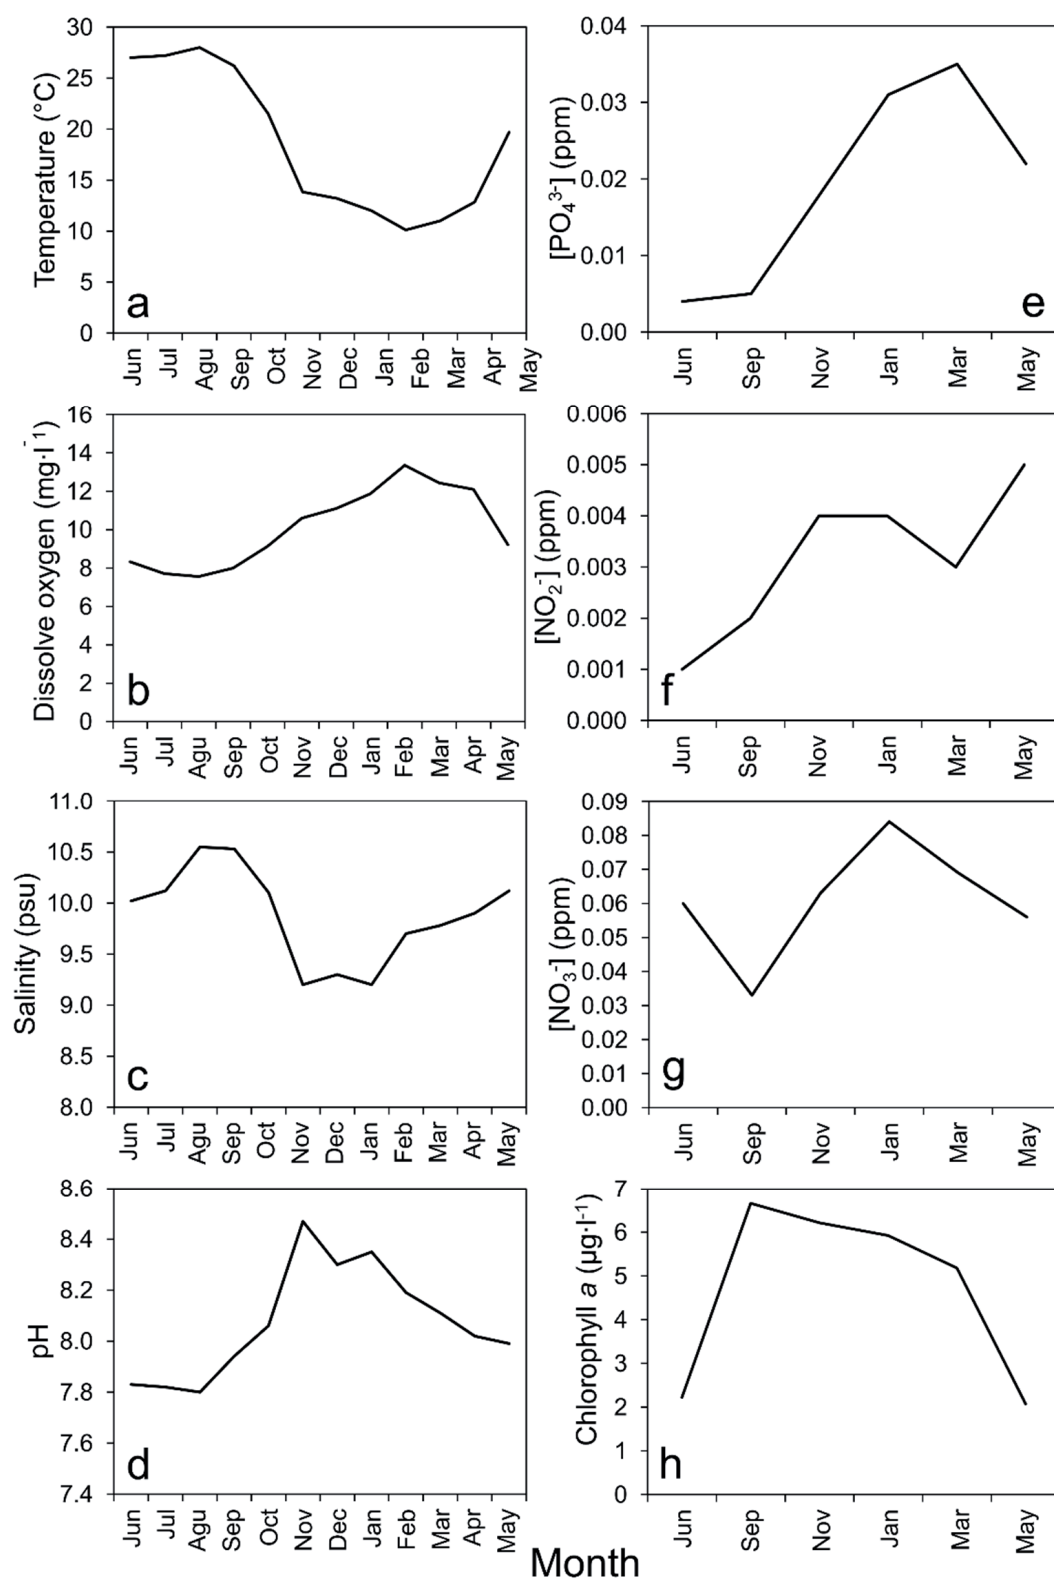 Temperature (°C)
30
25
20
15
10
5
0
a
Jun Jul Agu Sep Oct Nov Dec Jan Feb Mar Apr May
[PO₄³⁻] (ppm)
0.04
0.03
0.02
0.01
0.00
e
Jun Sep Nov Jan Mar May
Dissolve oxygen (mg·l⁻¹)
16
14
12
10
8
6
4
2
0
b
Jun Jul Agu Sep Oct Nov Dec Jan Feb Mar Apr May
[NO₂⁻] (ppm)
0.006
0.005
0.004
0.003
0.002
0.001
0.000
f
Jun Sep Nov Jan Mar May
Salinity (psu)
11.0
10.5
10.0
9.5
9.0
8.5
8.0
c
Jun Jul Agu Sep Oct Nov Dec Jan Feb Mar Apr May
[NO₃⁻] (ppm)
0.09
0.08
0.07
0.06
0.05
0.04
0.03
0.02
0.01
0.00
g
Jun Sep Nov Jan Mar May
pH
8.6
8.4
8.2
8.0
7.8
7.6
7.4
d
Jun Jul Agu Sep Oct Nov Dec Jan Feb Mar Apr May
Chlorophyll a (µg·l⁻¹)
7
6
5
4
3
2
1
0
h
Jun Sep Nov Jan Mar May
Month